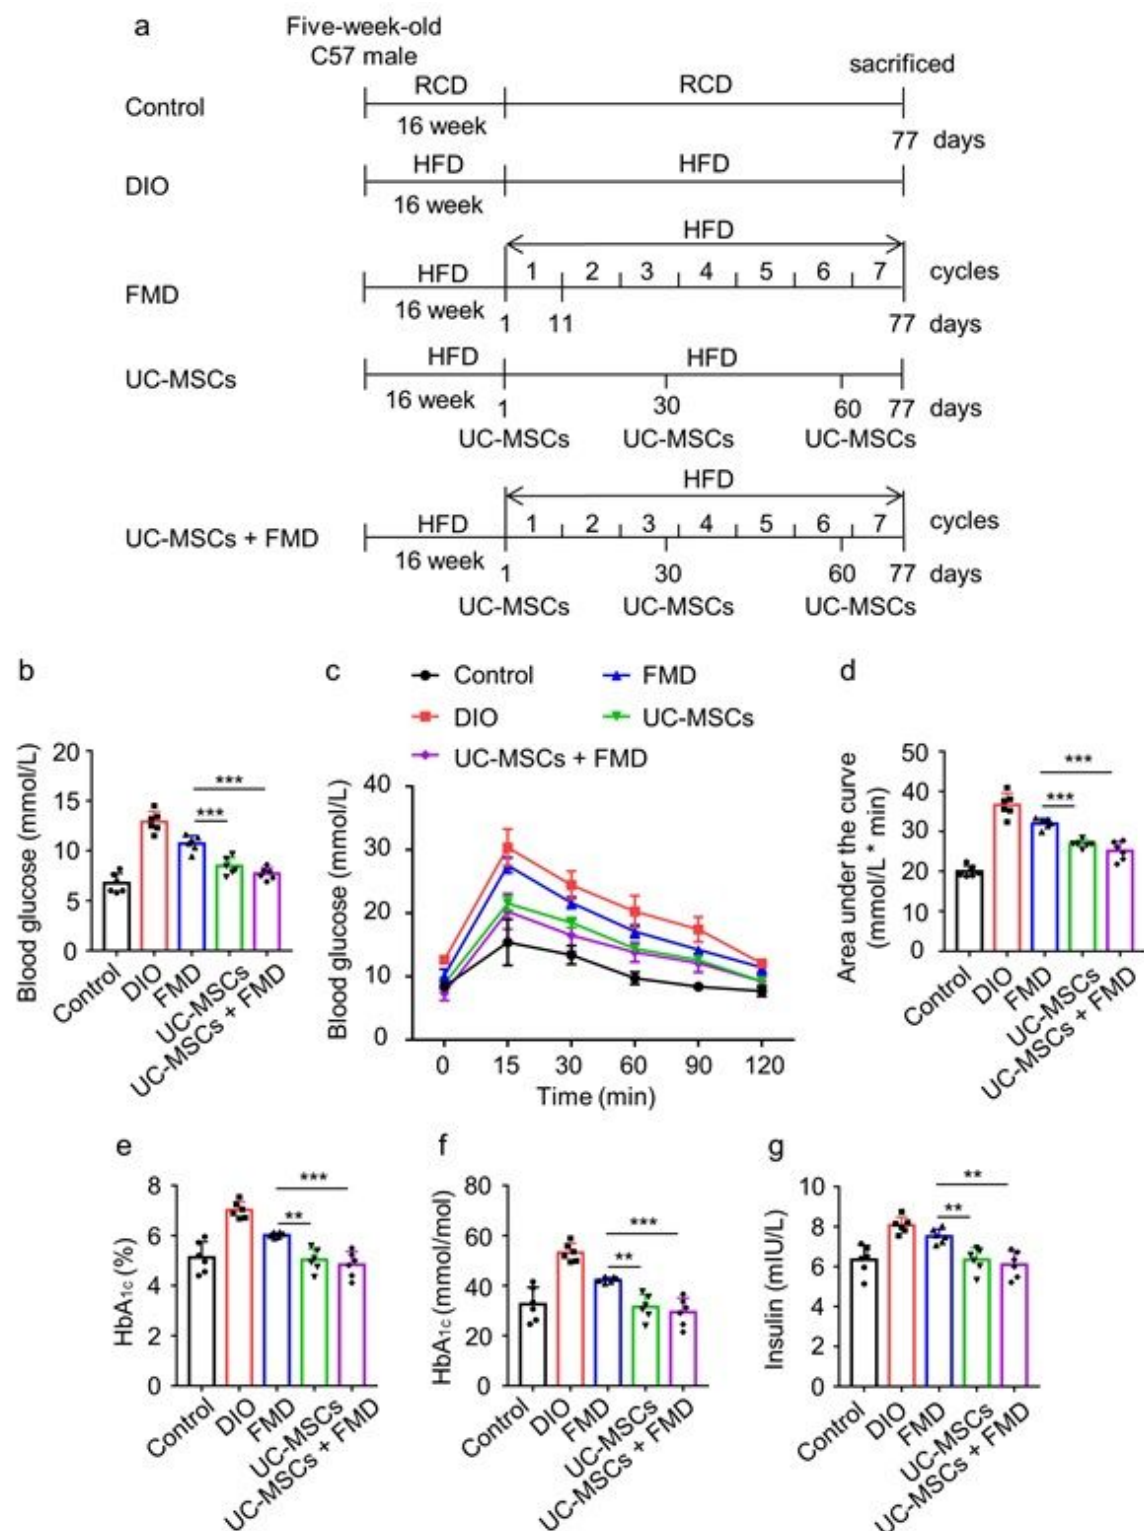 a
Five-week-old
C57 male
sacrificed
Control
RCD
RCD
16 week
77 days
DIO
HFD
HFD
16 week
HFD
FMD
HFD
1 2 3 4 5 6 7 cycles
16 week
1 11 77 days
UC-MSCs
HFD
HFD
16 week
1 30 60 77 days
UC-MSCs UC-MSCs UC-MSCs
HFD
UC-MSCs + FMD
HFD
1 2 3 4 5 6 7 cycles
16 week
1 30 60 77 days
UC-MSCs UC-MSCs UC-MSCs
b
Blood glucose (mmol/L)
20
15
10
5
0
***
***
Control
DIO
FMD
UC-MSCs
UC-MSCs + FMD
c
Control
FMD
DIO
UC-MSCs
UC-MSCs + FMD
Blood glucose (mmol/L)
40
30
20
10
0
0 15 30 60 90 120
Time (min)
d
Area under the curve
(mmol/L * min)
50
40
30
20
10
0
***
***
Control
DIO
FMD
UC-MSCs
UC-MSCs + FMD
e
HbA1c (%)
8
6
4
2
0
***
**
Control
DIO
FMD
UC-MSCs
UC-MSCs + FMD
f
HbA1c (mmol/mol)
80
60
40
20
0
***
**
Control
DIO
FMD
UC-MSCs
UC-MSCs + FMD
g
Insulin (mIU/L)
10
8
6
4
2
0
**
**
Control
DIO
FMD
UC-MSCs
UC-MSCs + FMD